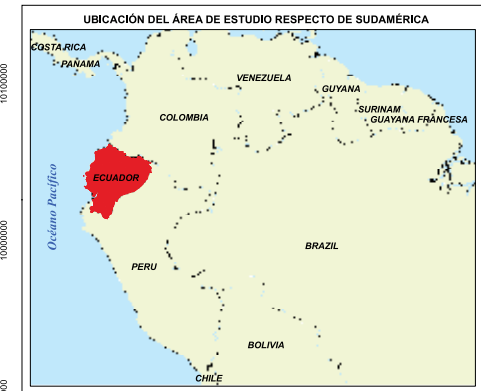 UBICACIÓN DEL ÁREA DE ESTUDIO RESPECTO DE SUDAMÉRICA
COSTA RICA
PANAMA
VENEZUELA
GUYANA
SURINAM
GUAYANA FRANCESA
COLOMBIA
10100000
ECUADOR
Océano Pacífico
10000000
BRAZIL
PERU
BOLIVIA
CHILE